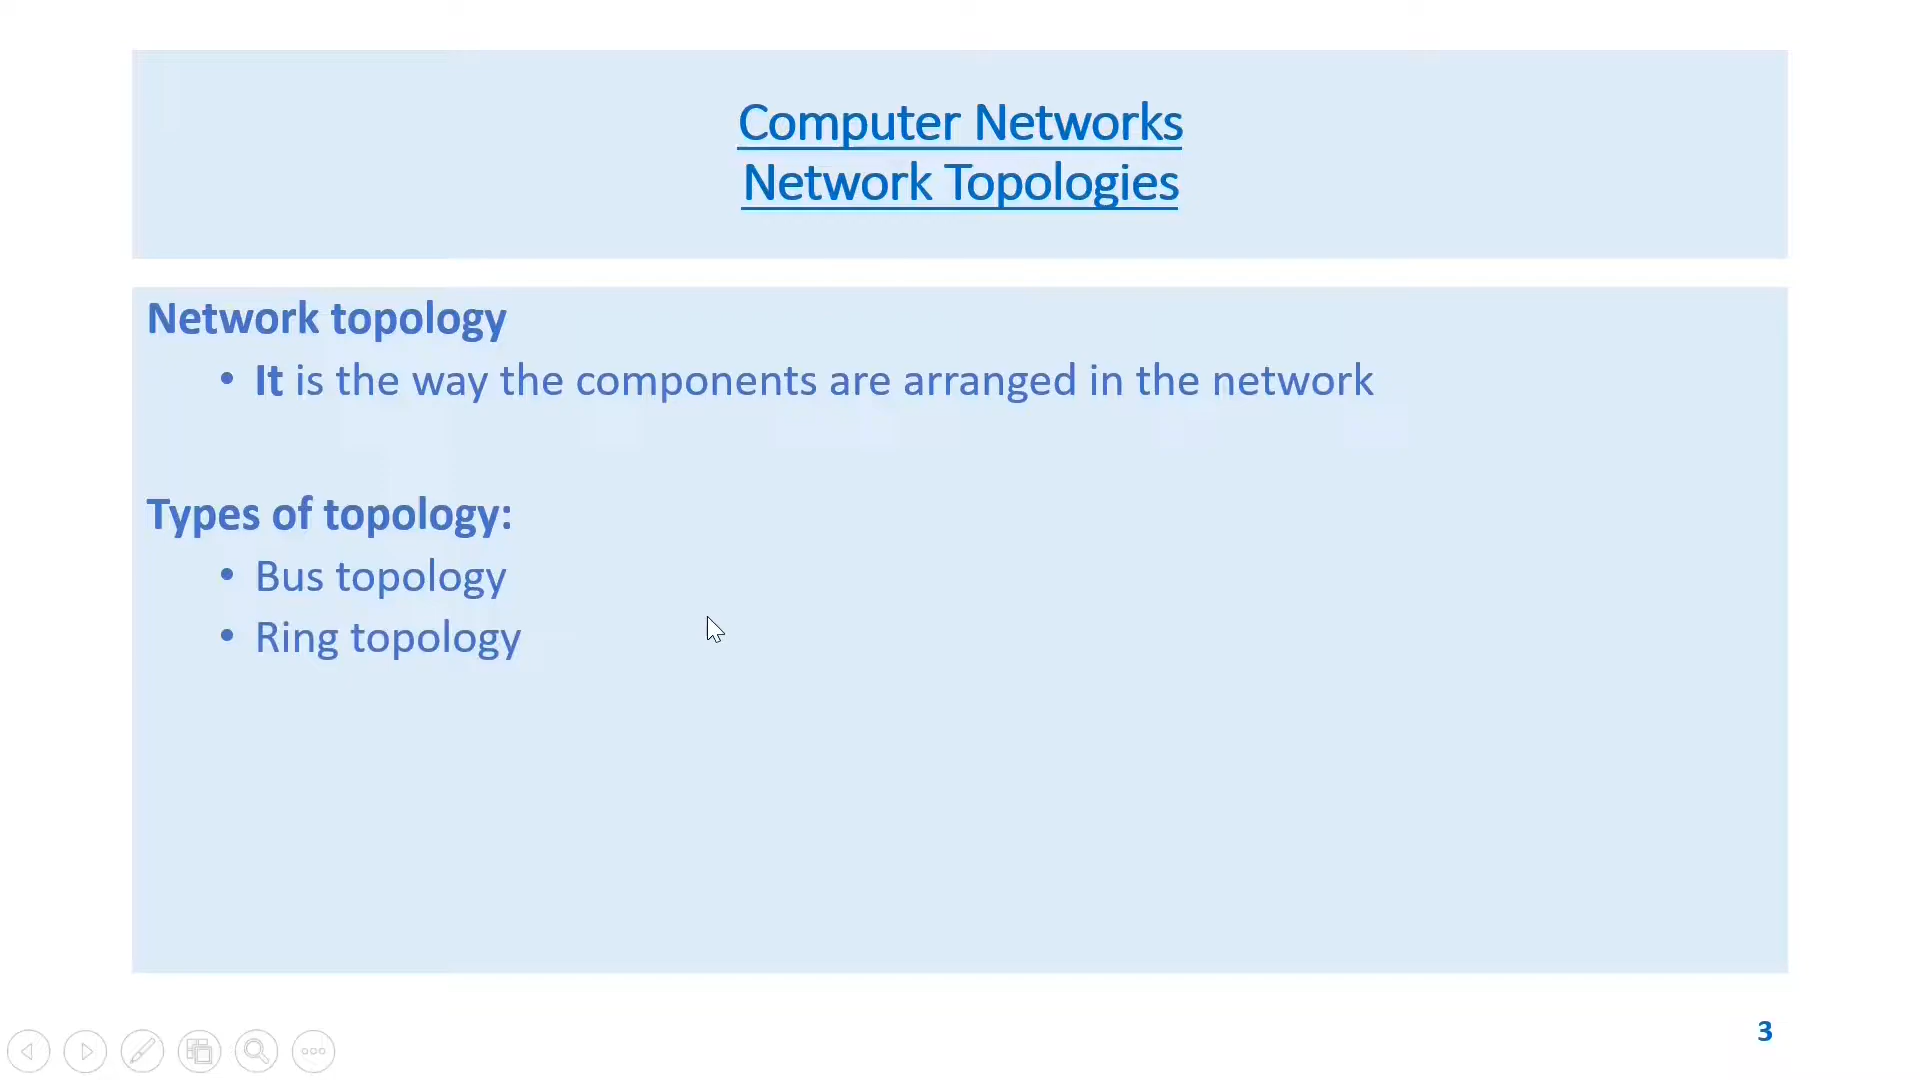 Computer Networks
Network Topologies
Network topology
• It is the way the components are arranged in the network
Types of topology:
• Bus topology
• Ring topology
3